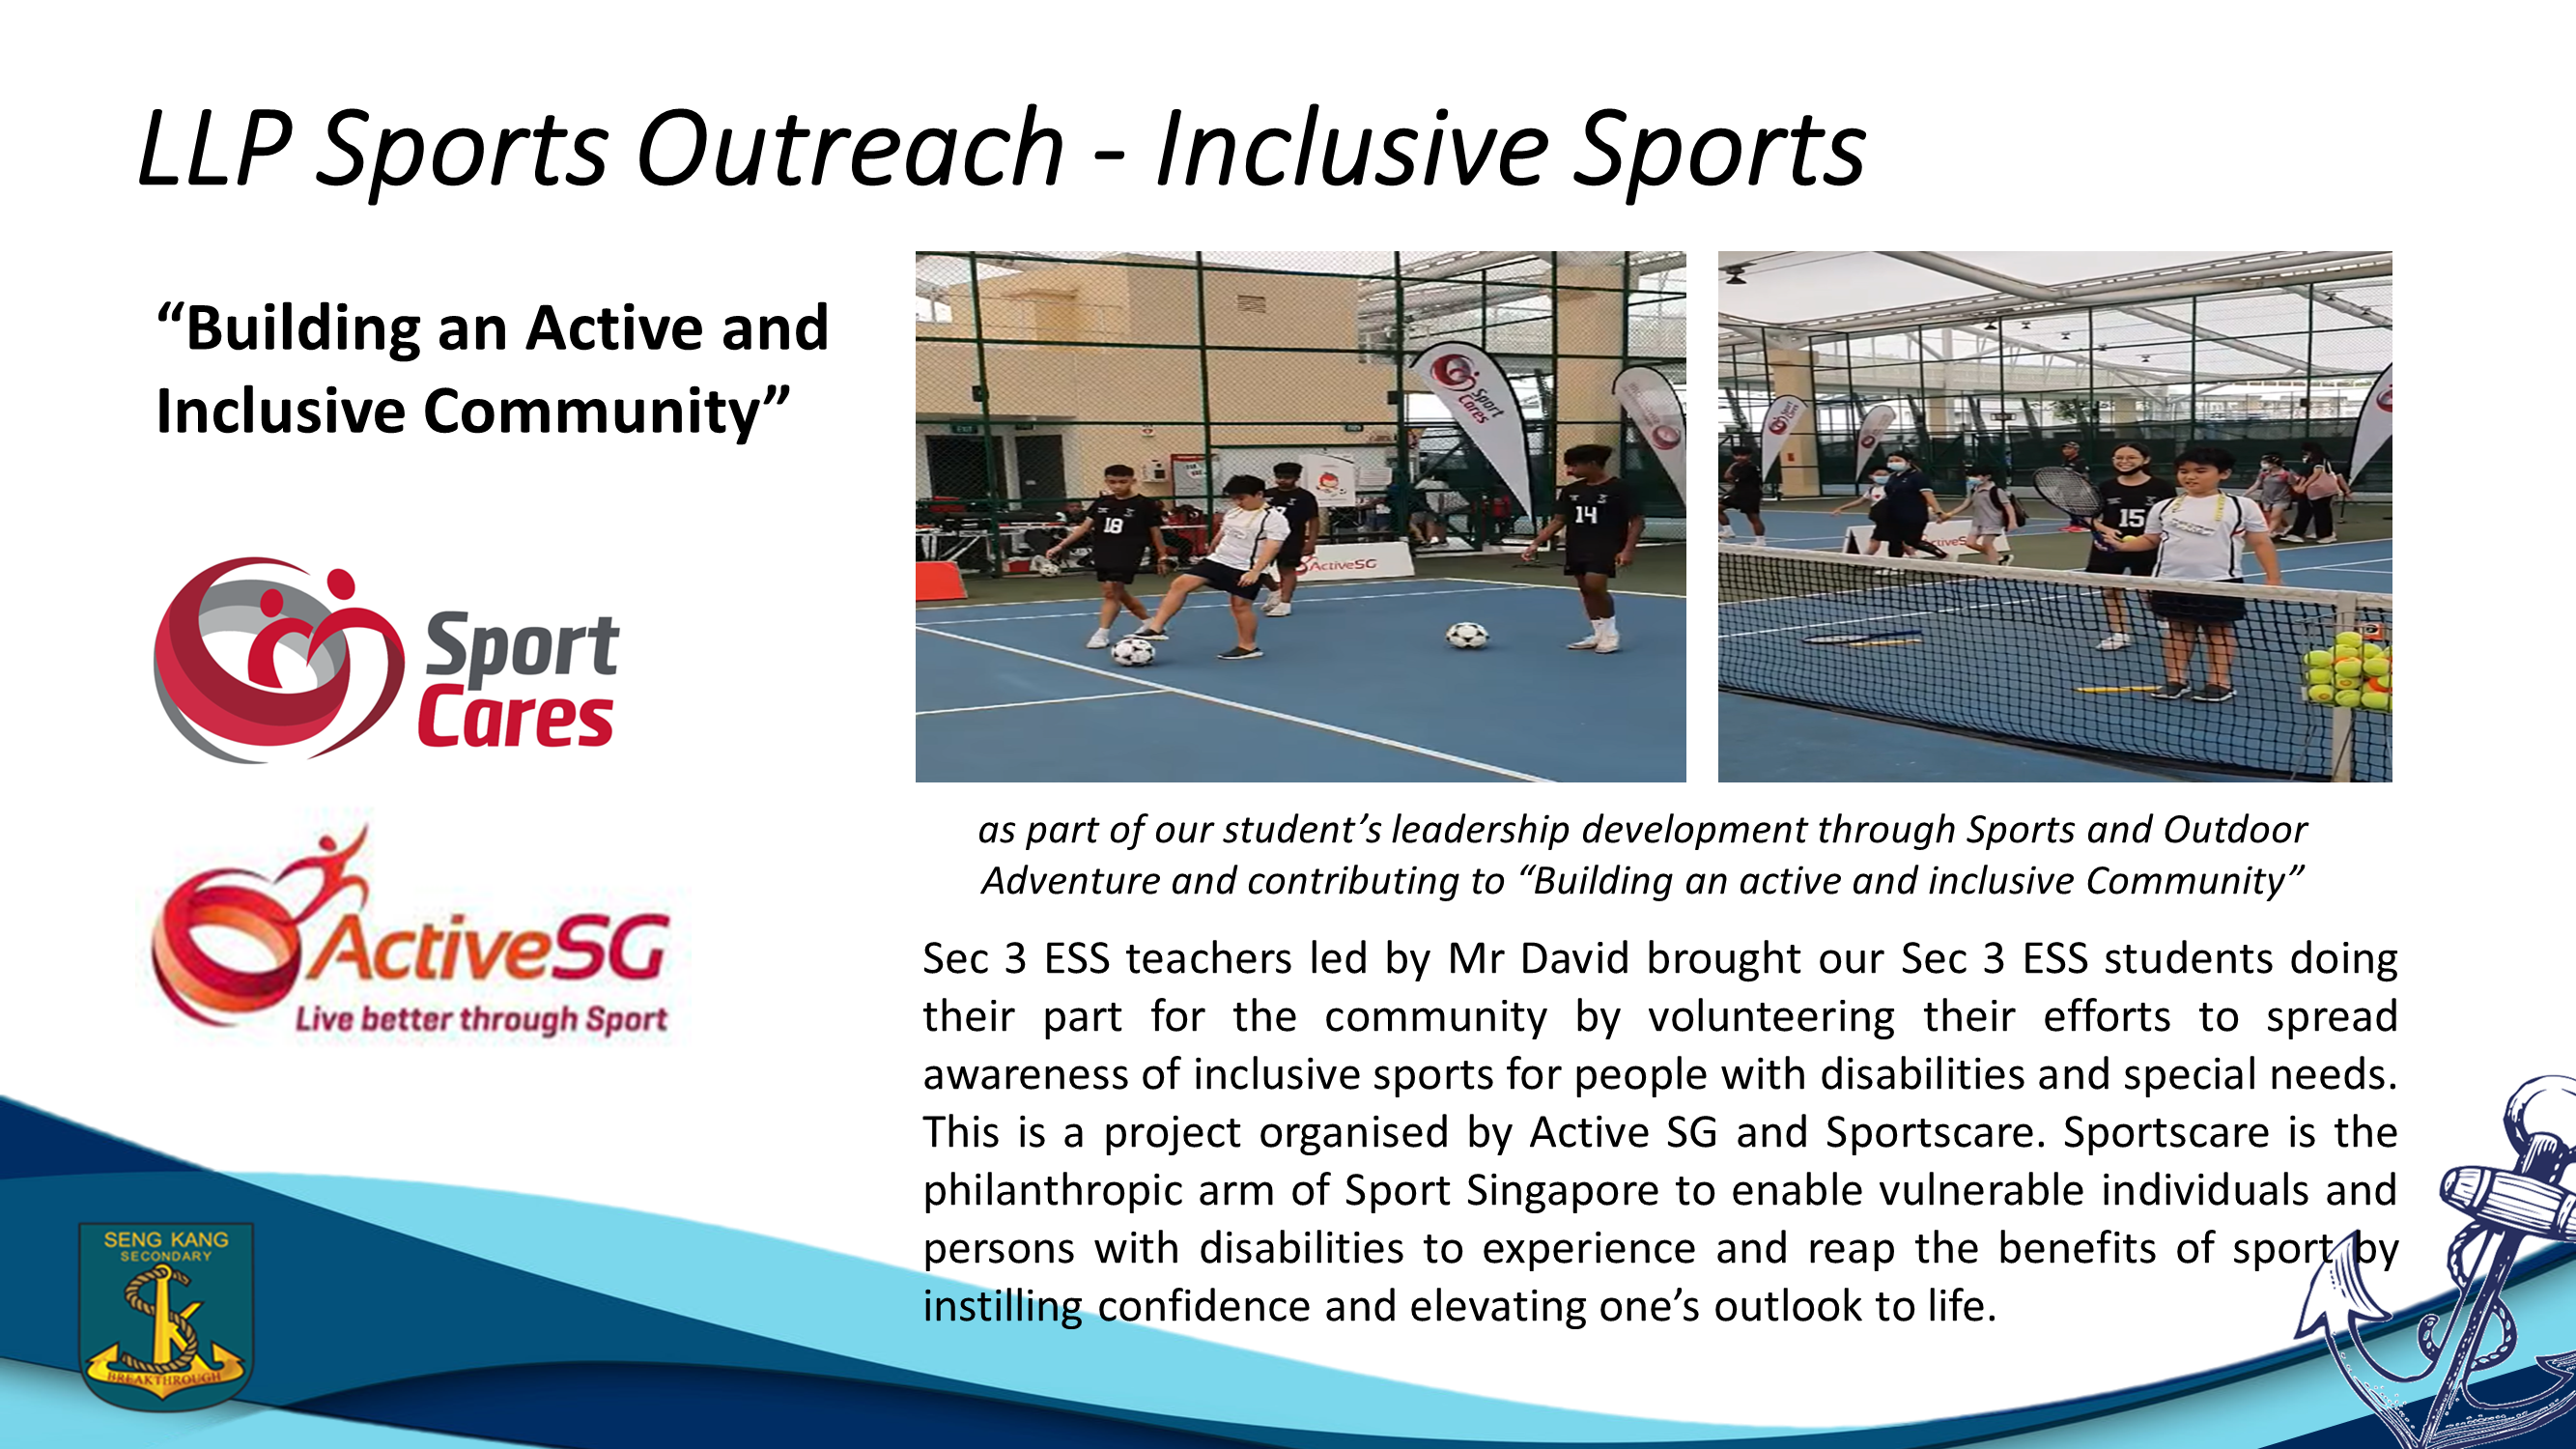 LLP Sports Outreach - Inclusive Sports
“Building an Active and
Inclusive Community”
Sport
Cares
ActiveSG
Live better through Sport
Sport
Cares
18
14
ActiveSG
Sport
Cares
15
as part of our student’s leadership development through Sports and Outdoor
Adventure and contributing to “Building an active and inclusive Community”
Sec 3 ESS teachers led by Mr David brought our Sec 3 ESS students doing
their part for the community by volunteering their efforts to spread
awareness of inclusive sports for people with disabilities and special needs.
This is a project organised by Active SG and Sportscare. Sportscare is the
philanthropic arm of Sport Singapore to enable vulnerable individuals and
persons with disabilities to experience and reap the benefits of sport by
instilling confidence and elevating one’s outlook to life.
SENG KANG
SECONDARY
BREAKTHROUGH